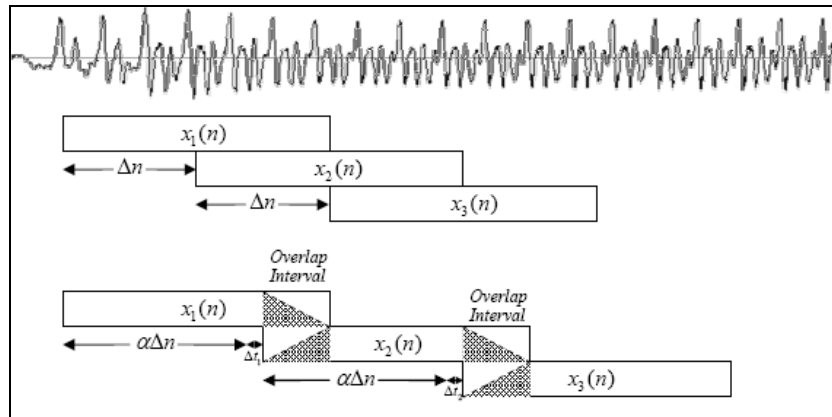 x₁(n)
Δn
x₂(n)
Δn
x₃(n)
Overlap
Interval
Overlap
Interval
x₁(n)
αΔn
Δt₁
x₂(n)
αΔn
Δt₂
x₃(n)